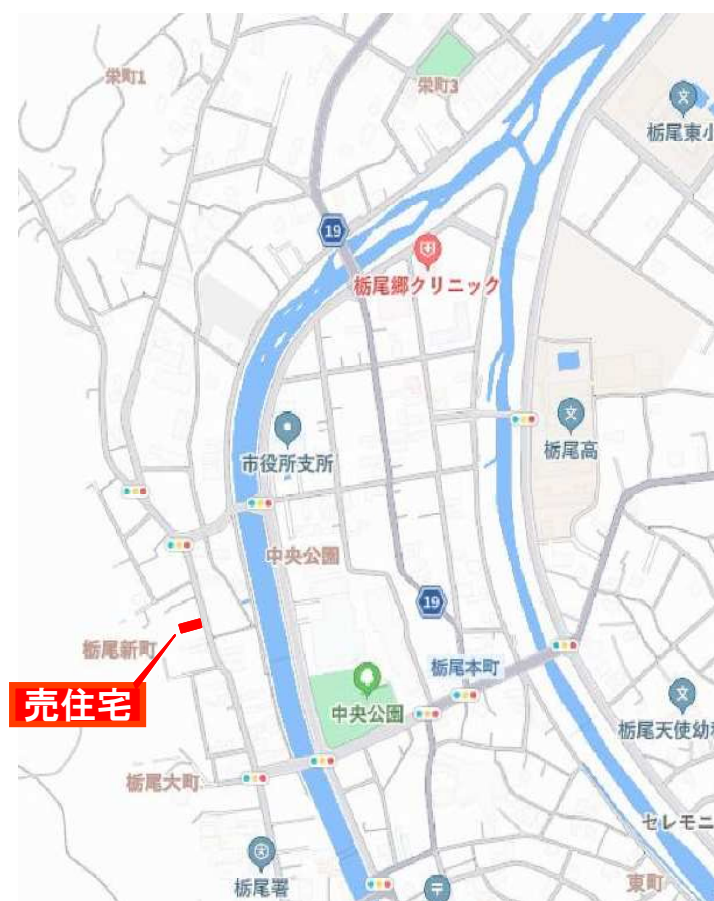 栄町1
栄町3
文
栃尾東小
19
栃尾郷クリニック
文
栃尾高
市役所支所
中央公園
19
栃尾新町
栃尾本町
売住宅
中央公園
文
栃尾天使幼
栃尾大町
セレモニ
栃尾署
東町